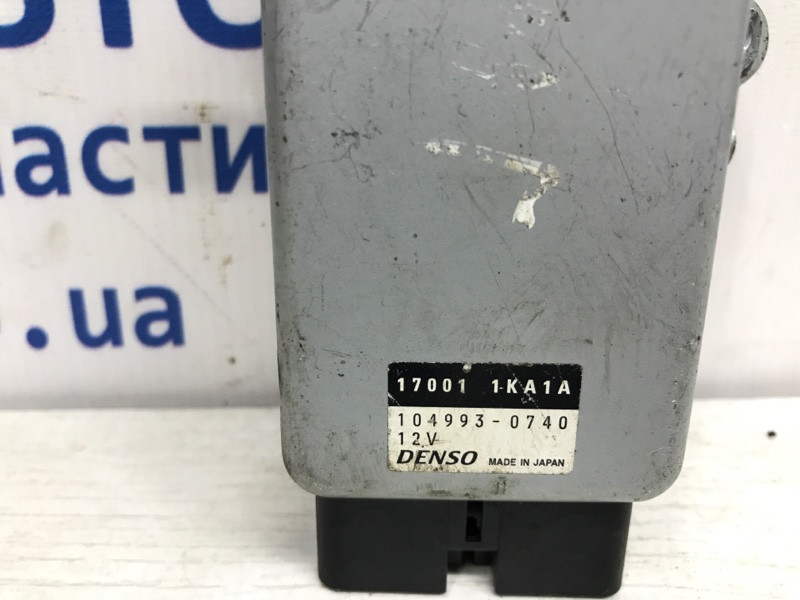 асти
.ua
17001 1KA1A
104993-0740
12V
DENSO MADE IN JAPAN